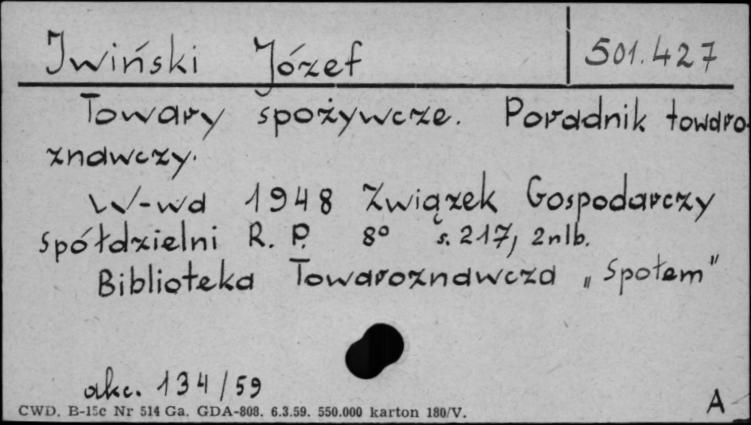 Iwiński Józef 501.427
Towary spożywcze. Poradnik towaro-
znawczy.
W-wa 1948 Związek Gospodarczy
Spółdzielni R. P. 8° s. 217, 2nlb.
Biblioteka Towaroznawcza „Społem”
akc. 134/59
CWD. B-15c Nr 514 Ga. GDA-808. 6.3.59. 550.000 karton 180/V.
A